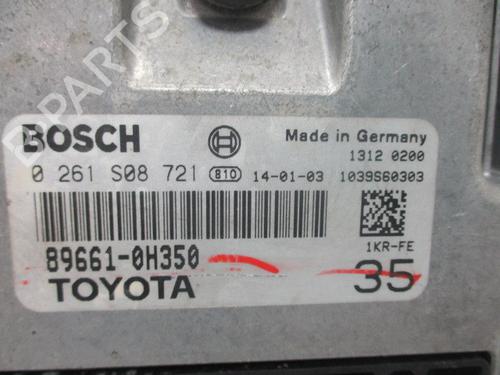 B-PARTS
BOSCH
Made in Germany
1312 0200
0 261 S08 721 810 14-01-03 1039S60303
1KR-FE
89661-0H350
TOYOTA 35